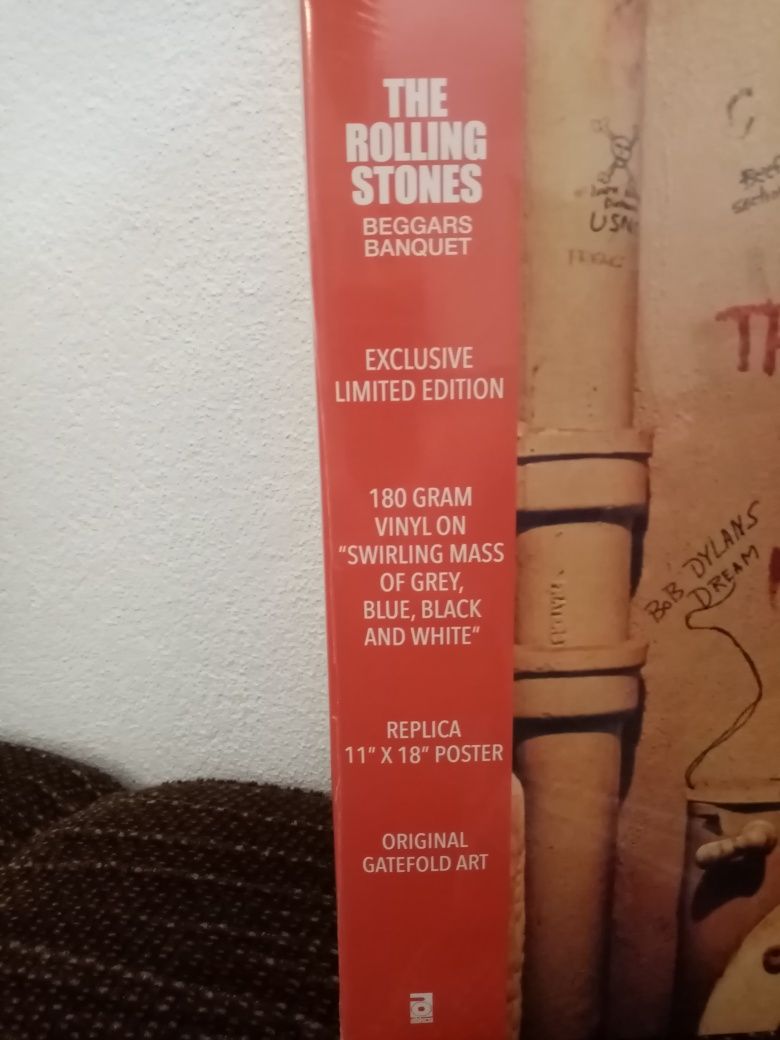 THE
ROLLING
STONES
BEGGARS
BANQUET
EXCLUSIVE
LIMITED EDITION
180 GRAM
VINYL ON
"SWIRLING MASS
OF GREY,
BLUE, BLACK
AND WHITE"
REPLICA
11" X 18" POSTER
ORIGINAL
GATEFOLD ART
BOB DYLANS
DREAM